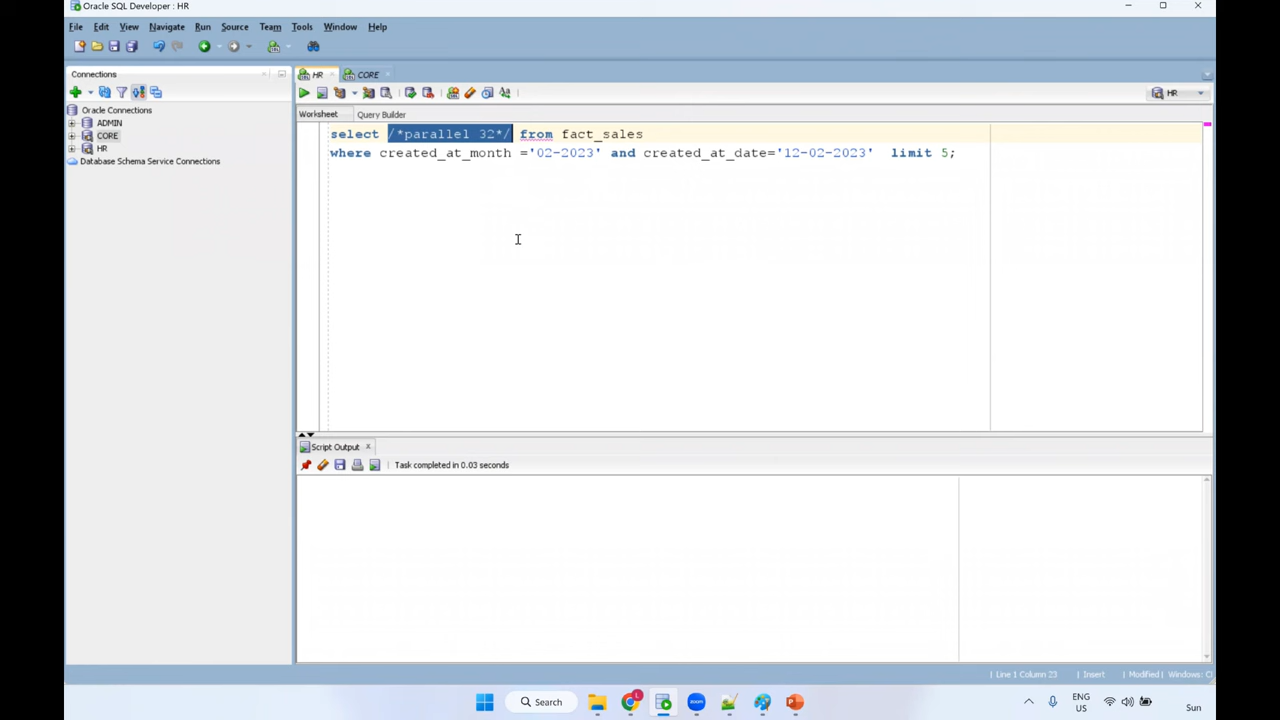 Oracle SQL Developer : HR
File Edit View Navigate Run Source Team Tools Window Help
Connections
HR
CORE
HR
Worksheet
Query Builder
Oracle Connections
ADMIN
CORE
HR
Database Schema Service Connections
select /*parallel 32*/ from fact_sales
where created_at_month ='02-2023' and created_at_date='12-02-2023' limit 5;
Script Output
Task completed in 0.03 seconds
Line 1 Column 23
Insert
Modified
Windows:
Search
ENG
US
Sun